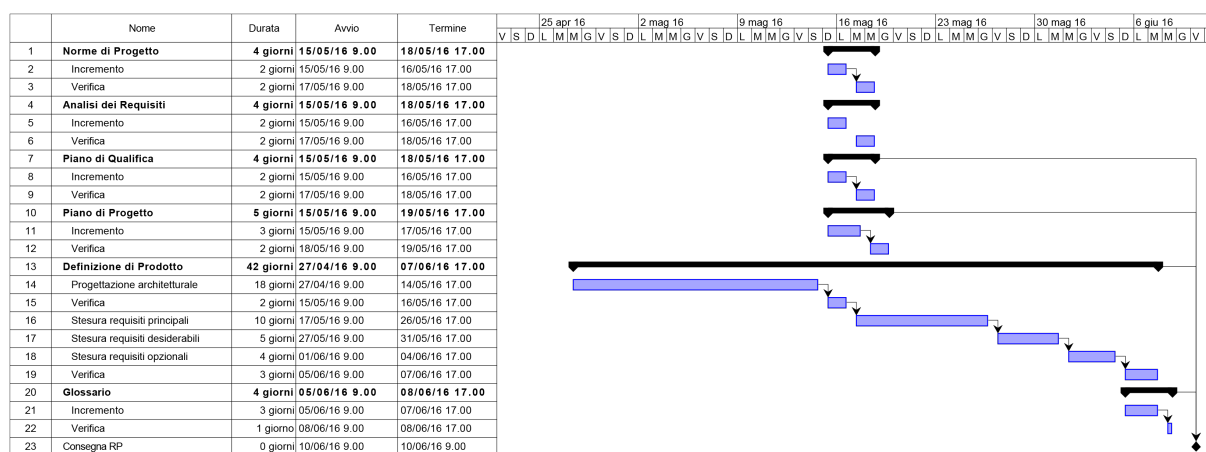 Nome Durata Avvio Termine 25 apr 16 2 mag 16 9 mag 16 16 mag 16 23 mag 16 30 mag 16 6 giu 16
V S D L M M G V S D L M M G V S D L M M G V S D L M M G V S D L M M G V S D L M M G V S D L M M G V
1 Norme di Progetto 4 giorni 15/05/16 9.00 18/05/16 17.00
2 Incremento 2 giorni 15/05/16 9.00 16/05/16 17.00
3 Verifica 2 giorni 17/05/16 9.00 18/05/16 17.00
4 Analisi dei Requisiti 4 giorni 15/05/16 9.00 18/05/16 17.00
5 Incremento 2 giorni 15/05/16 9.00 16/05/16 17.00
6 Verifica 2 giorni 17/05/16 9.00 18/05/16 17.00
7 Piano di Qualifica 4 giorni 15/05/16 9.00 18/05/16 17.00
8 Incremento 2 giorni 15/05/16 9.00 16/05/16 17.00
9 Verifica 2 giorni 17/05/16 9.00 18/05/16 17.00
10 Piano di Progetto 5 giorni 15/05/16 9.00 19/05/16 17.00
11 Incremento 3 giorni 15/05/16 9.00 17/05/16 17.00
12 Verifica 2 giorni 18/05/16 9.00 19/05/16 17.00
13 Definizione di Prodotto 42 giorni 27/04/16 9.00 07/06/16 17.00
14 Progettazione architetturale 18 giorni 27/04/16 9.00 14/05/16 17.00
15 Verifica 2 giorni 15/05/16 9.00 16/05/16 17.00
16 Stesura requisiti principali 10 giorni 17/05/16 9.00 26/05/16 17.00
17 Stesura requisiti desiderabili 5 giorni 27/05/16 9.00 31/05/16 17.00
18 Stesura requisiti opzionali 4 giorni 01/06/16 9.00 04/06/16 17.00
19 Verifica 3 giorni 05/06/16 9.00 07/06/16 17.00
20 Glossario 4 giorni 05/06/16 9.00 08/06/16 17.00
21 Incremento 3 giorni 05/06/16 9.00 07/06/16 17.00
22 Verifica 1 giorno 08/06/16 9.00 08/06/16 17.00
23 Consegna RP 0 giorni 10/06/16 9.00 10/06/16 9.00